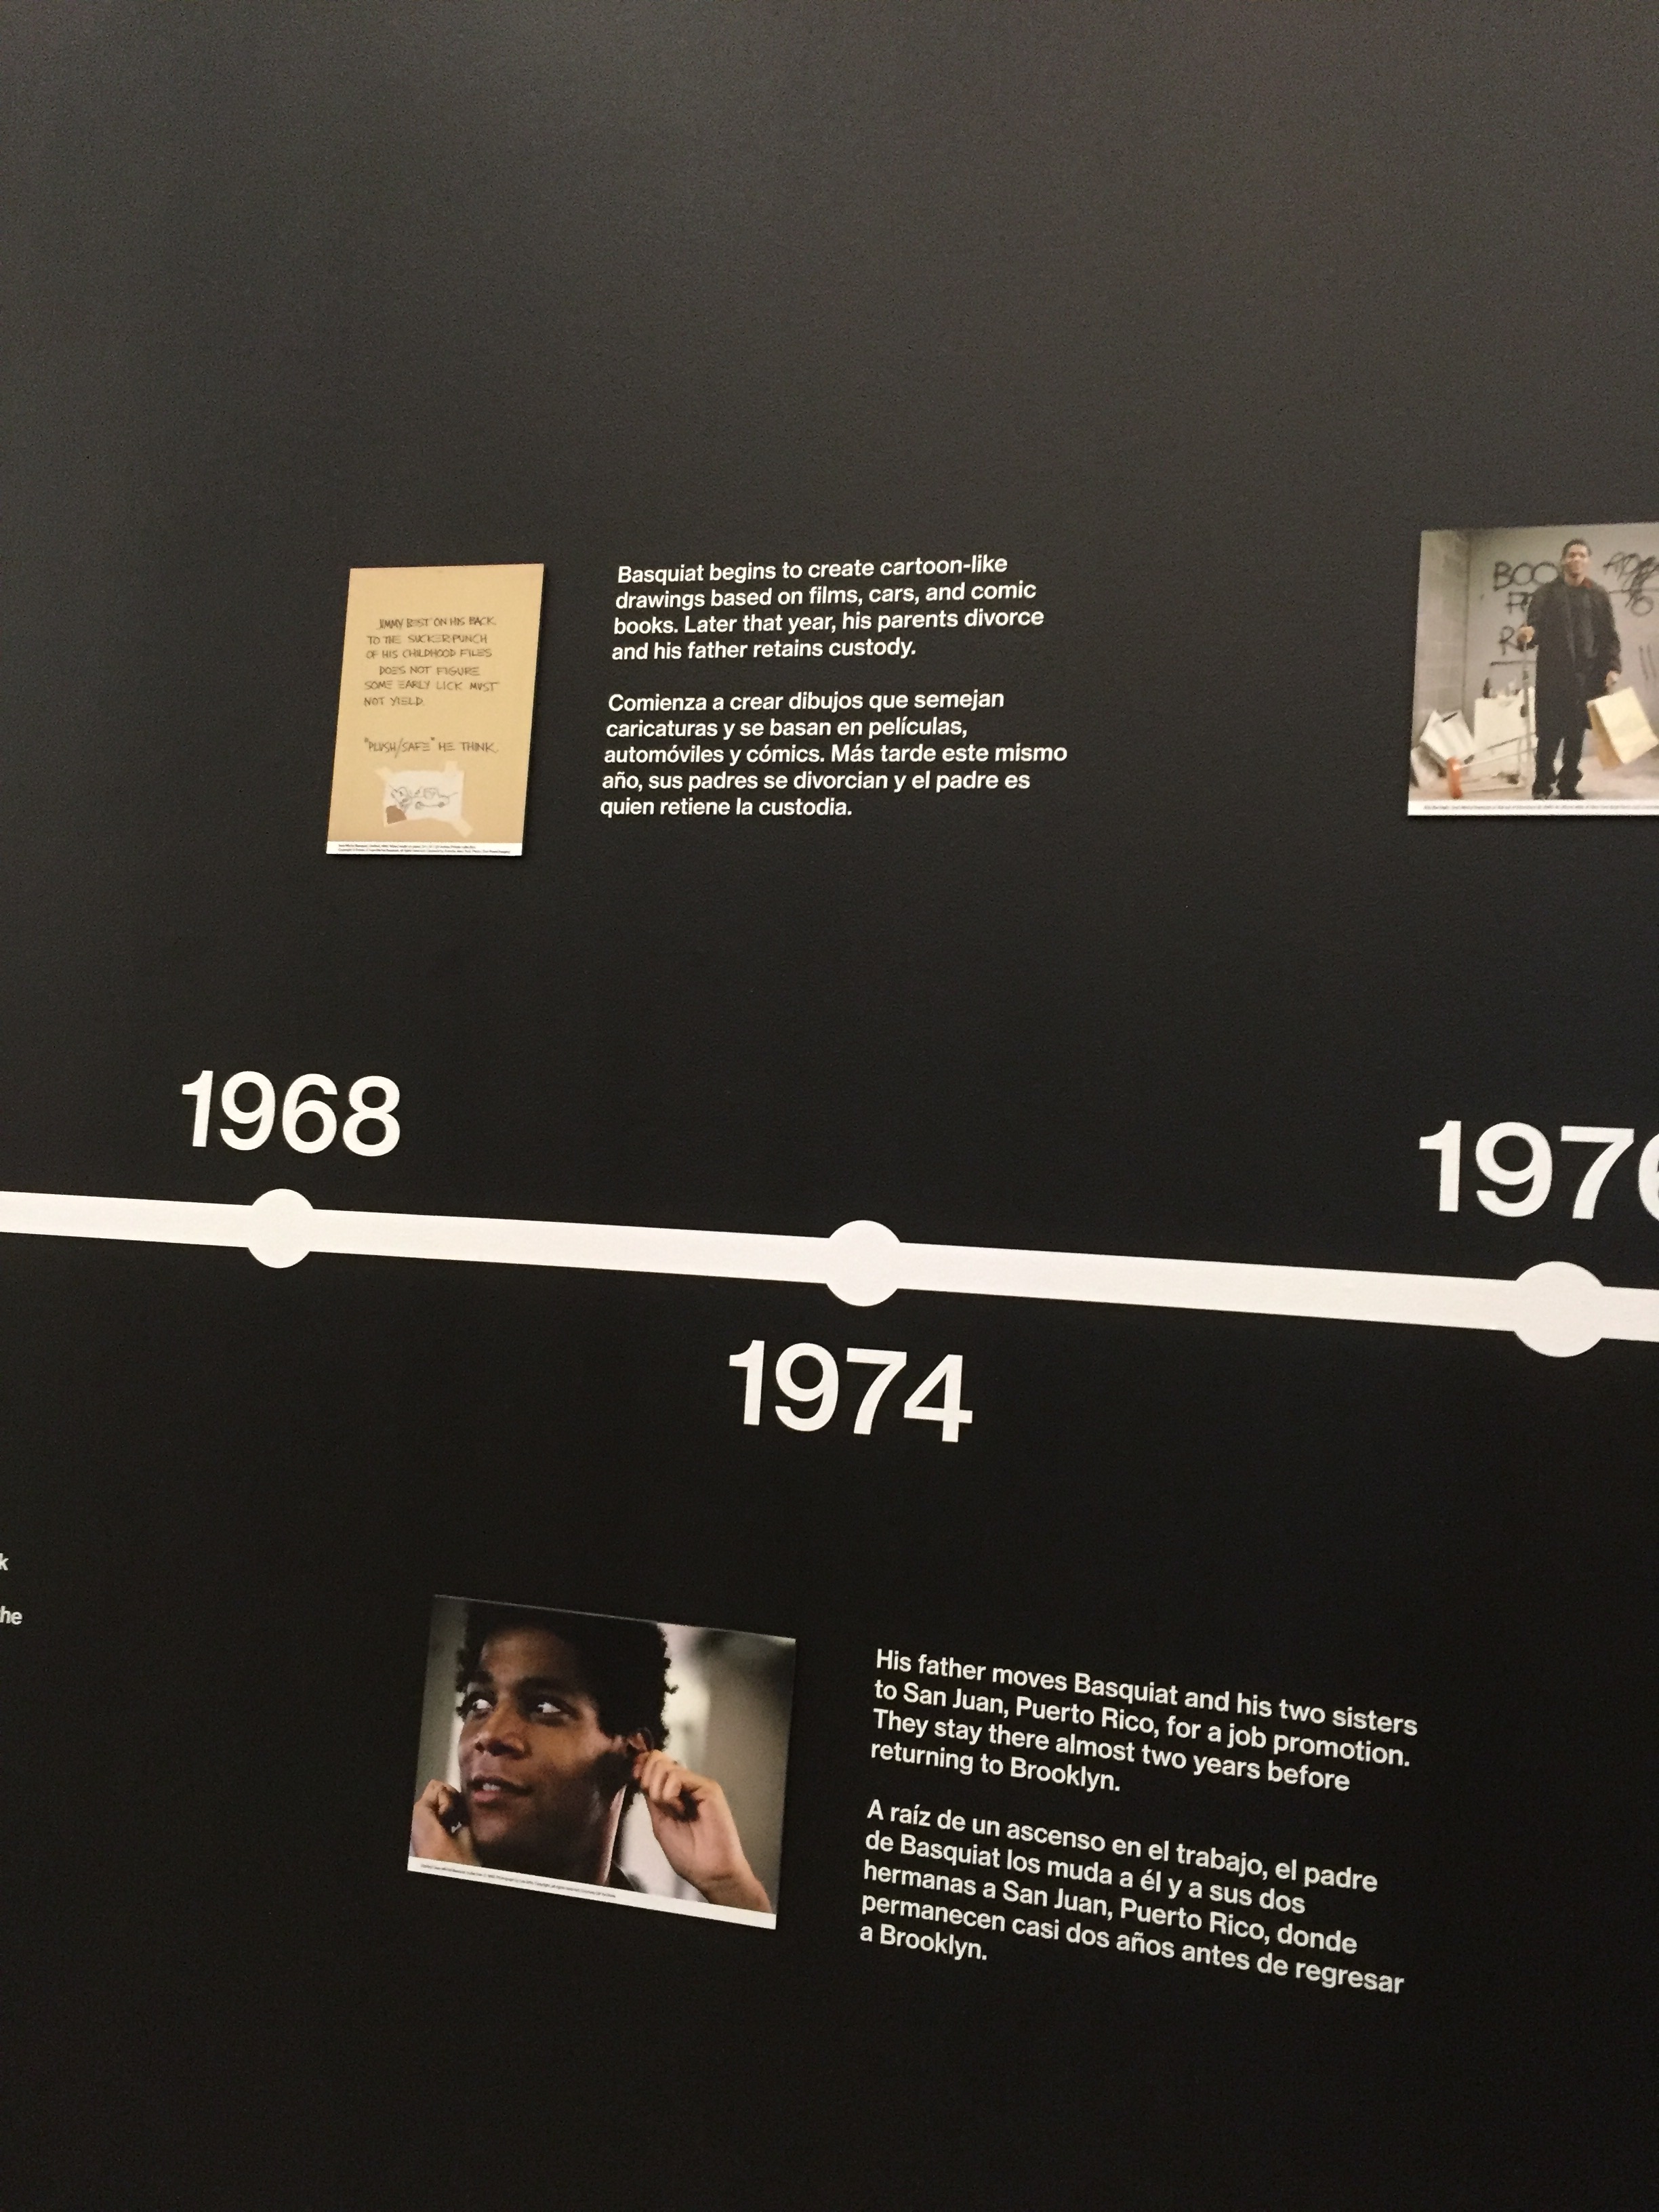 JIMMY BEST ON HIS BACK
TO THE SUCKERPUNCH
OF HIS CHILDHOOD FILES
DOES NOT FIGURE
SOME EARLY LICK MUST
NOT YIELD.
"PLUSH/SAFE" HE THINK.
Basquiat begins to create cartoon-like
drawings based on films, cars, and comic
books. Later that year, his parents divorce
and his father retains custody.
Comienza a crear dibujos que semejan
caricaturas y se basan en películas,
automóviles y cómics. Más tarde este mismo
año, sus padres se divorcian y el padre es
quien retiene la custodia.
BOO
1968
1974
1976
k
he
His father moves Basquiat and his two sisters
to San Juan, Puerto Rico, for a job promotion.
They stay there almost two years before
returning to Brooklyn.
A raíz de un ascenso en el trabajo, el padre
de Basquiat los muda a él y a sus dos
hermanas a San Juan, Puerto Rico, donde
permanecen casi dos años antes de regresar
a Brooklyn.